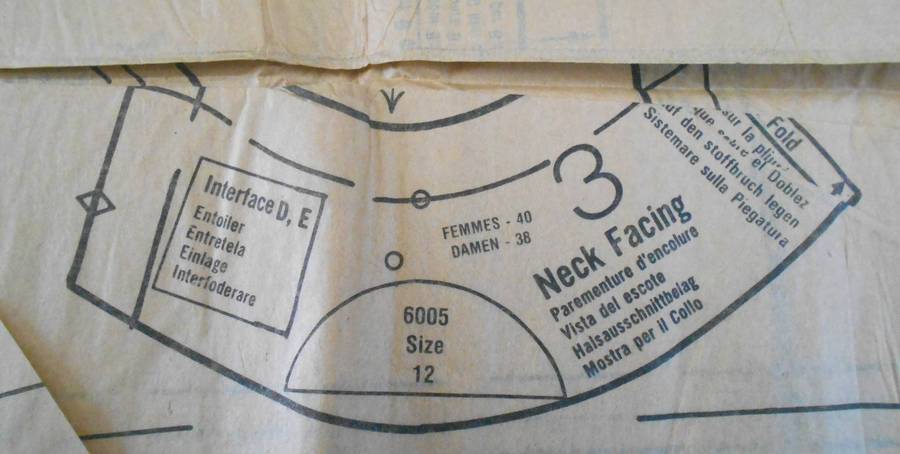 Interface D, E
Entoiler
Entretela
Einlage
Interfoderare
FEMMES - 40
DAMEN - 38
6005
Size
12
3
Neck Facing
Parementure d'encolure
Vista del escote
Halsausschnittbelag
Mostra per il Collo
Fold
sur la
el Doblez
auf den stoffbruch legen
Sistemare sulla Piegatura